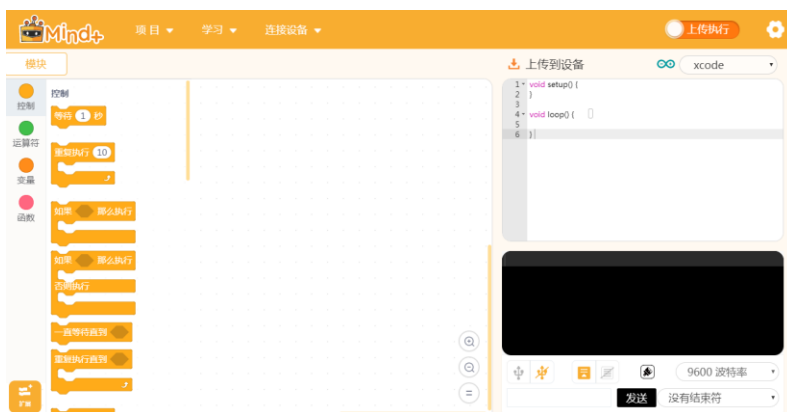 Mind+ 项目 学习 连接设备 上传执行
模块
控制
运算符
变量
函数
扩展
控制
等待 1 秒
重复执行 10
如果 那么执行
如果 那么执行
否则执行
一直等待直到
重复执行直到
上传到设备 xcode
1 void setup() {
2 }
3
4 void loop() {
5
6 }
9600 波特率
发送 没有结束符